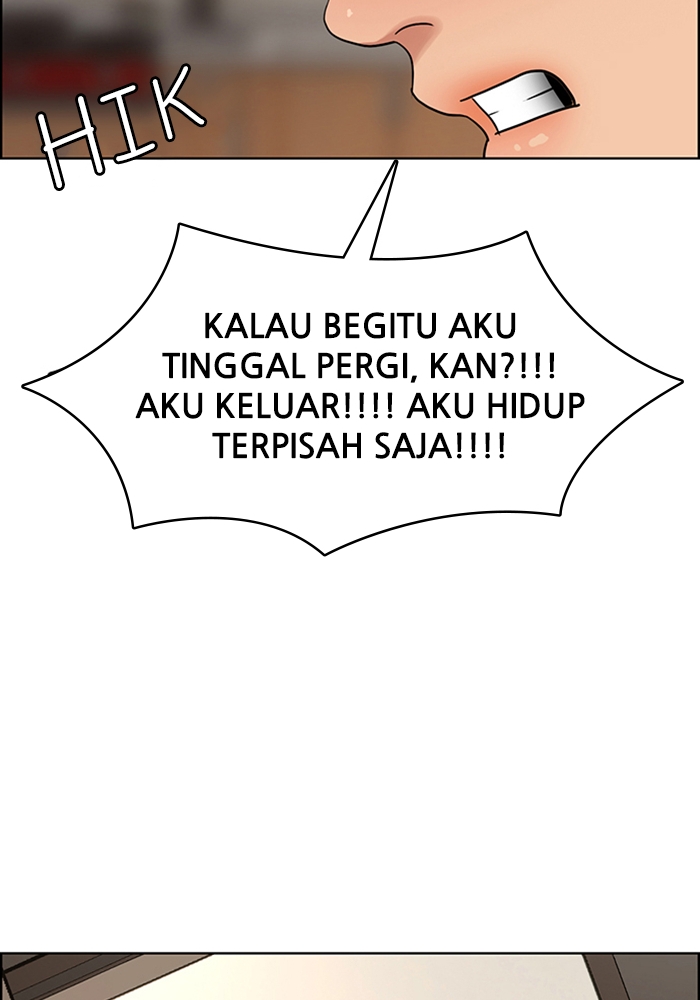 HIK
KALAU BEGITU AKU
TINGGAL PERGI, KAN?!!!
AKU KELUAR!!!! AKU HIDUP
TERPISAH SAJA!!!!